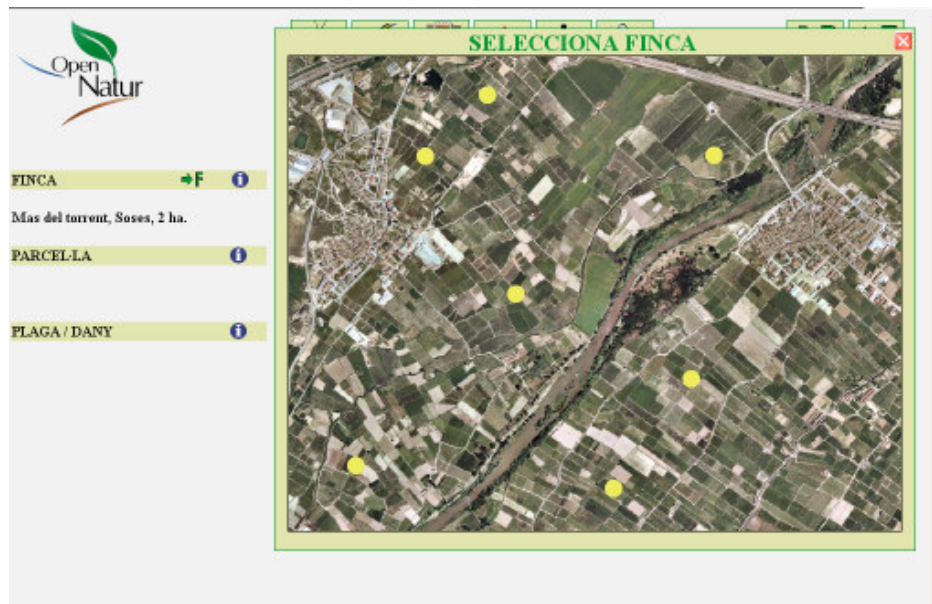 Open
Natur
SELECCIONA FINCA
FINCA
F
Mas del torrent, Soses, 2 ha.
PARCEL·LA
PLAGA / DANY